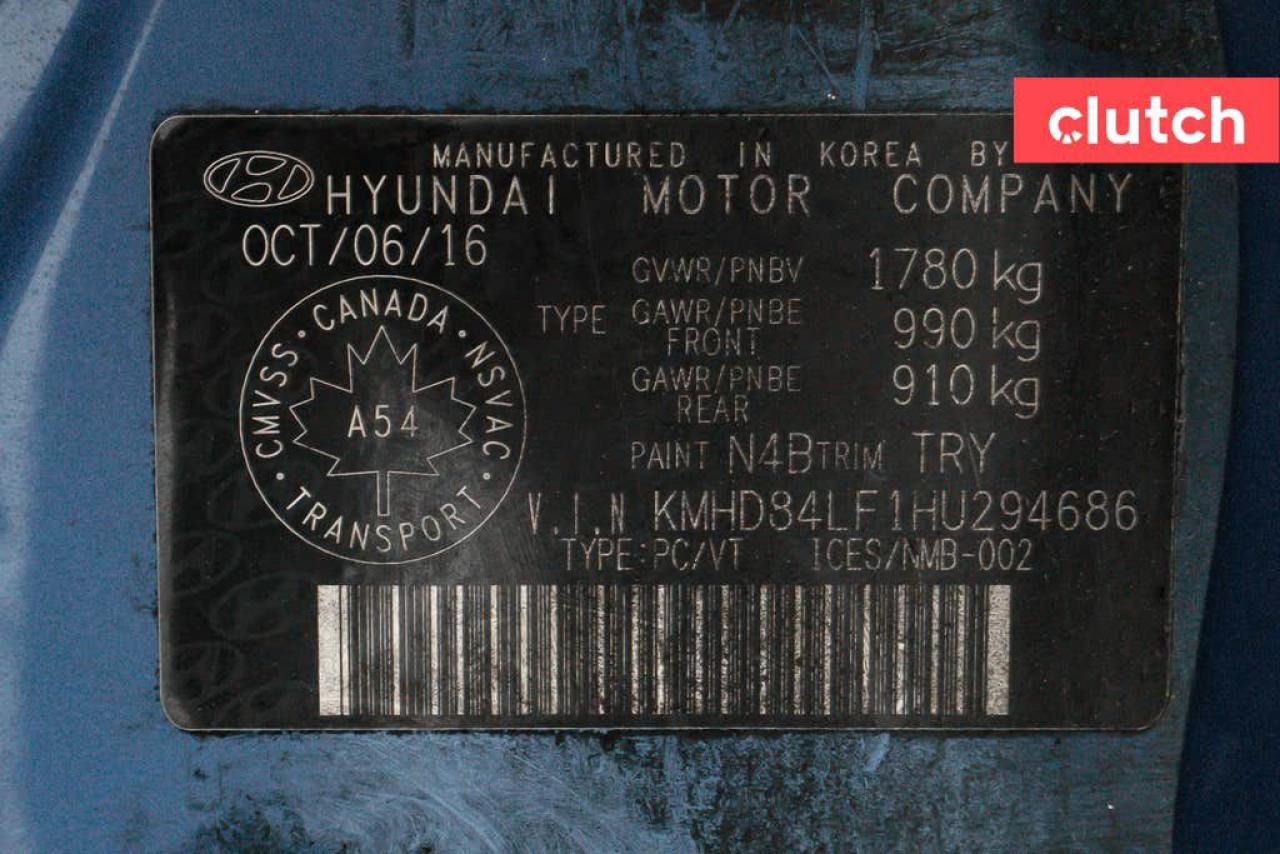 clutch
MANUFACTURED IN KOREA BY
HYUNDAI MOTOR COMPANY
OCT/06/16
GVWR/PNBV 1780 kg
TYPE GAWR/PNBE FRONT 990 kg
GAWR/PNBE REAR 910 kg
PAINT N4B TRIM TRY
V.I.N KMHD84LF1HU294686
TYPE:PC/VT ICES/NMB-002
CANADA
CMVSS · NSVAC
A54
TRANSPORT